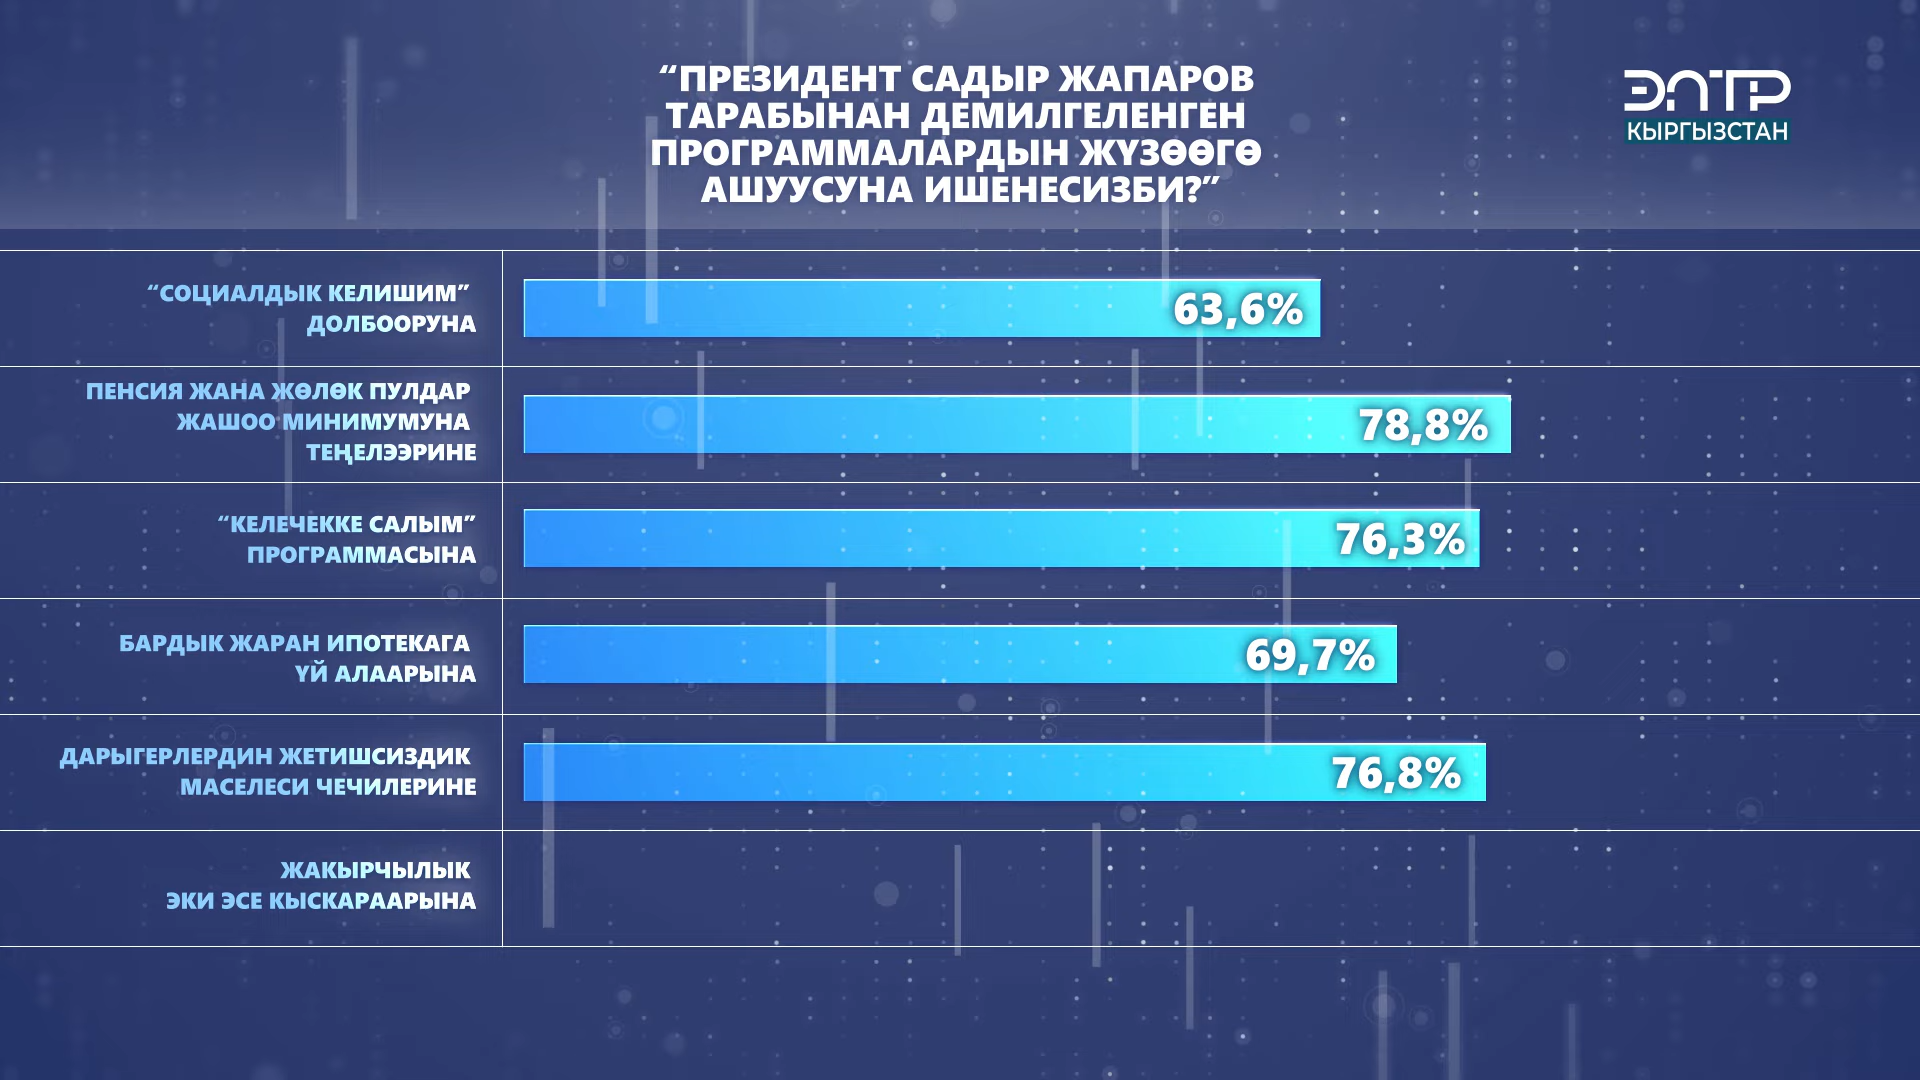 “ПРЕЗИДЕНТ САДЫР ЖАПАРОВ
ТАРАБЫНАН ДЕМИЛГЕЛЕНГЕН
ПРОГРАММАЛАРДЫН ЖҮЗӨӨГӨ
АШУУСУНА ИШЕНЕСИЗБИ?”
ЭЛТР
КЫРГЫЗСТАН
“СОЦИАЛДЫК КЕЛИШИМ”
ДОЛБООРУНА
63,6%
ПЕНСИЯ ЖАНА ЖӨЛӨК ПУЛДАР
ЖАШОО МИНИМУМУНА
ТЕҢЕЛЭЭРИНЕ
78,8%
“КЕЛЕЧЕККЕ САЛЫМ”
ПРОГРАММАСЫНА
76,3%
БАРДЫК ЖАРАН ИПОТЕКАГА
ҮЙ АЛААРЫНА
69,7%
ДАРЫГЕРЛЕРДИН ЖЕТИШСИЗДИК
МАСЕЛЕСИ ЧЕЧИЛЕРИНЕ
76,8%
ЖАКЫРЧЫЛЫК
ЭКИ ЭСЕ КЫСКАРААРЫНА